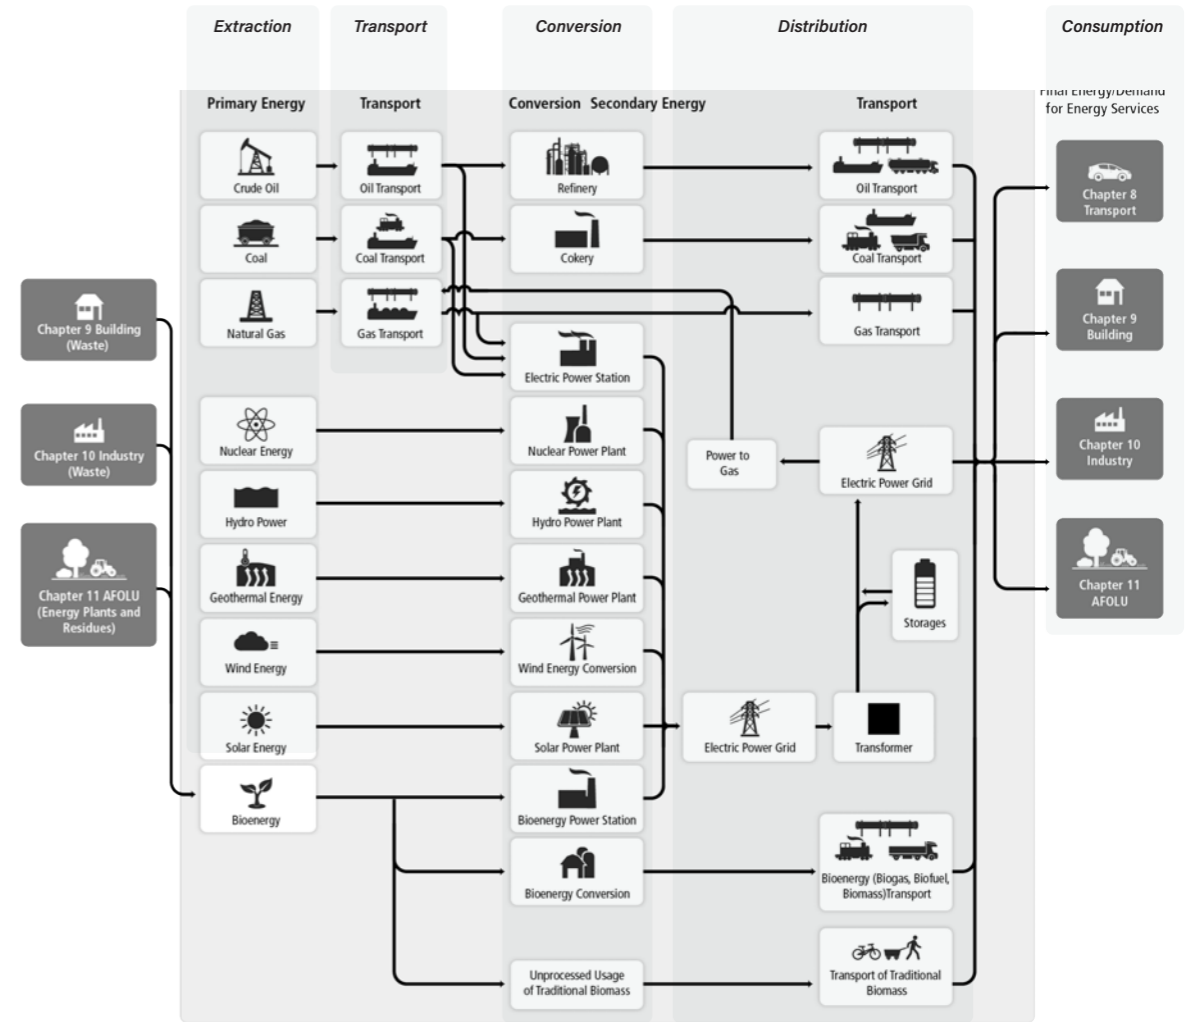 Extraction
Transport
Conversion
Distribution
Consumption
Primary Energy
Transport
Conversion Secondary Energy
Transport
Final Energy/Demand
for Energy Services
Crude Oil
Oil Transport
Refinery
Oil Transport
Chapter 8
Transport
Coal
Coal Transport
Cokery
Coal Transport
Natural Gas
Gas Transport
Gas Transport
Chapter 9 Building
(Waste)
Chapter 9
Building
Electric Power Station
Chapter 10 Industry
(Waste)
Nuclear Energy
Nuclear Power Plant
Power to
Gas
Electric Power Grid
Chapter 10
Industry
Hydro Power
Hydro Power Plant
Chapter 11 AFOLU
(Energy Plants and
Residues)
Geothermal Energy
Geothermal Power Plant
Storages
Chapter 11
AFOLU
Wind Energy
Wind Energy Conversion
Solar Energy
Solar Power Plant
Electric Power Grid
Transformer
Bioenergy
Bioenergy Power Station
Bioenergy Conversion
Bioenergy (Biogas, Biofuel,
Biomass)Transport
Unprocessed Usage
of Traditional Biomass
Transport of Traditional
Biomass